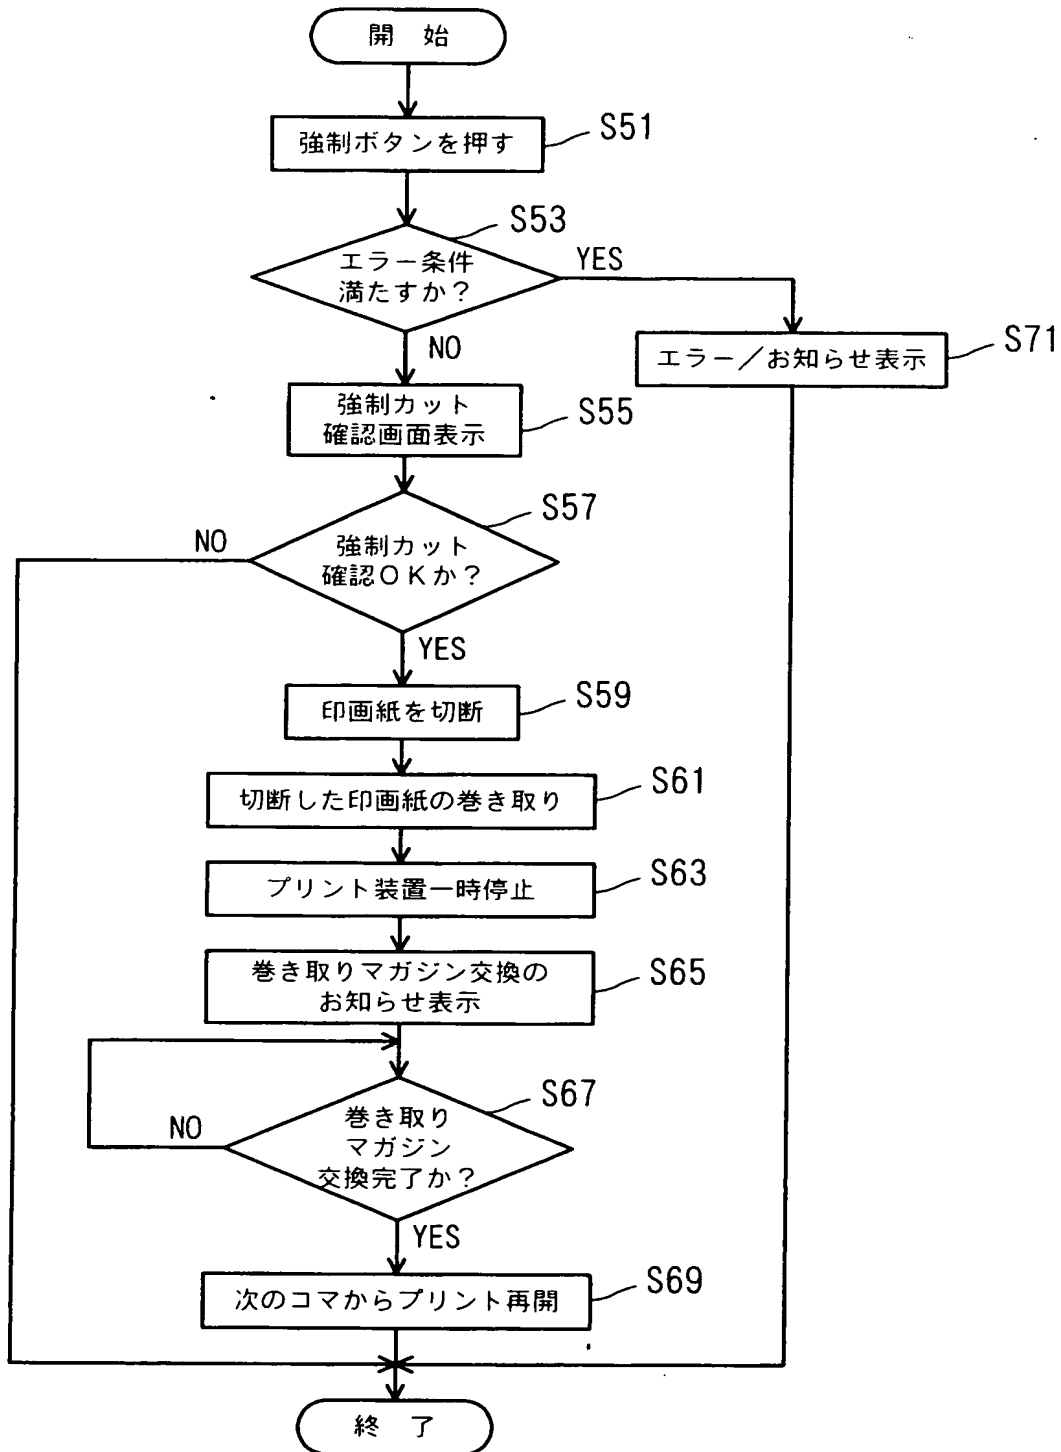 開 始
強制ボタンを押す
S51
S53
エラー条件
満たすか?
YES
NO
エラー/お知らせ表示
S71
強制カット
確認画面表示
S55
S57
強制カット
確認OKか?
NO
YES
印画紙を切断
S59
切断した印画紙の巻き取り
S61
プリント装置一時停止
S63
巻き取りマガジン交換の
お知らせ表示
S65
S67
巻き取り
マガジン
交換完了か?
NO
YES
次のコマからプリント再開
S69
終 了